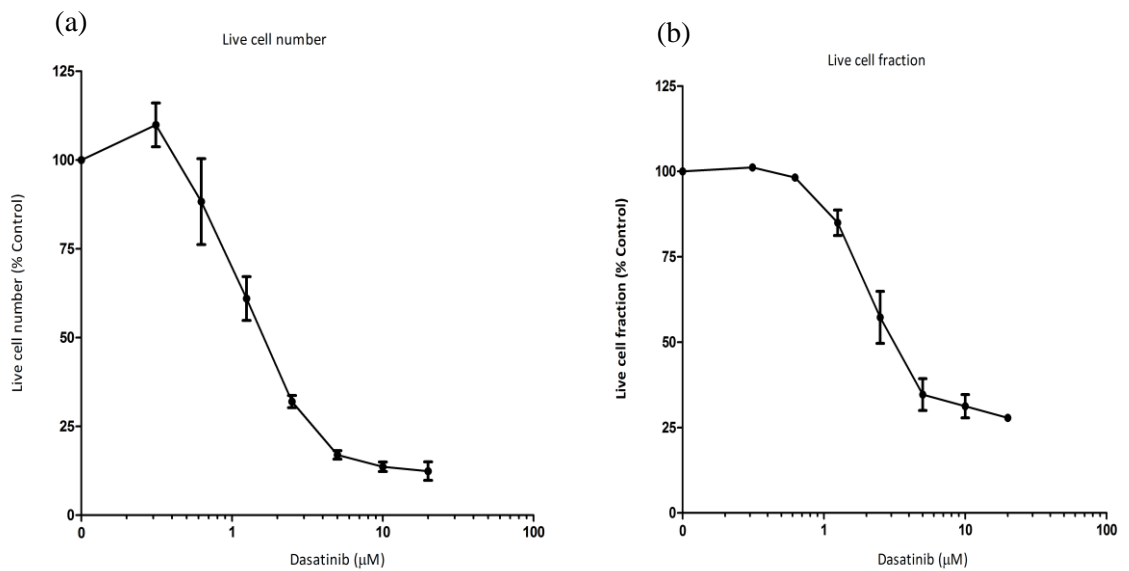 (a)
Live cell number
125
100
75
50
25
0
Live cell number (% Control)
0 1 10 100
Dasatinib (µM)
(b)
Live cell fraction
125
100
75
50
25
0
Live cell fraction (% Control)
0 1 10 100
Dasatinib (µM)